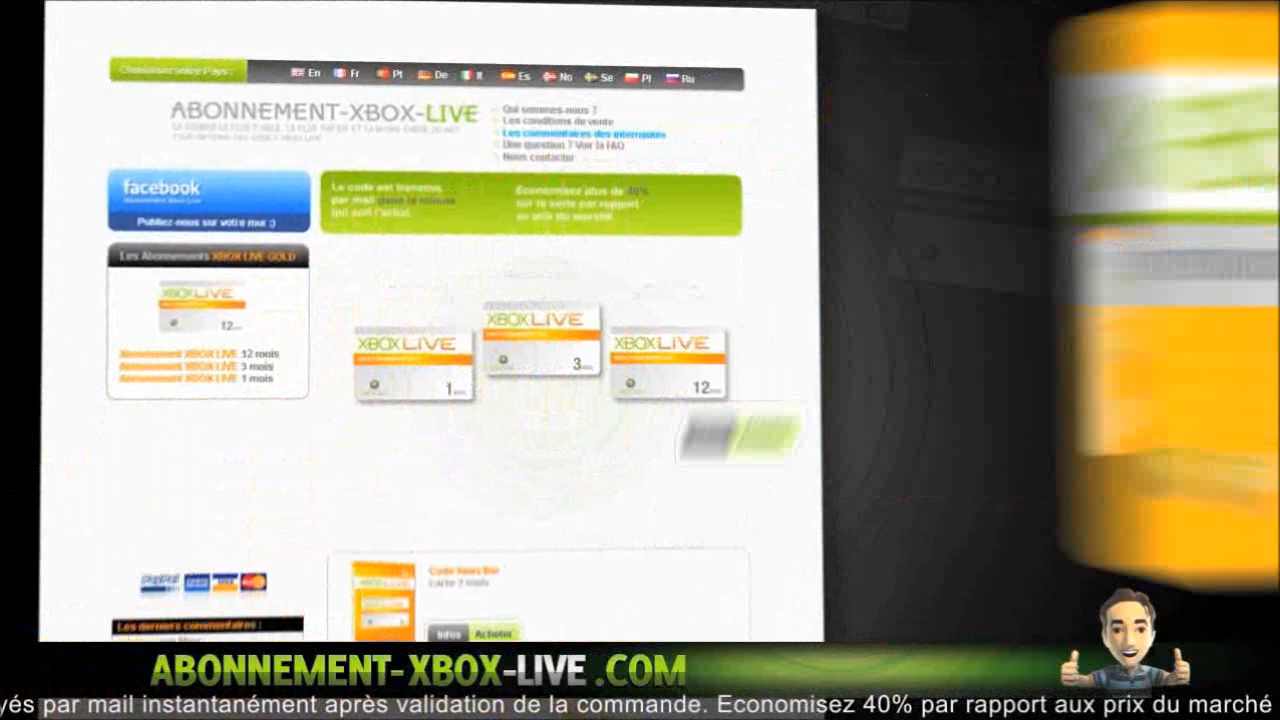 Choisissez votre Pays :
En Fr Pt De It Es No Se Pl Ru
ABONNEMENT-XBOX-LIVE
Qui sommes-nous ?
Les conditions de vente
Les commentaires des internautes
Une question ? Voir la FAQ
Nous contacter
facebook
Publiez-nous sur votre mur :)
Le code est transmis
par mail dans la minute
qui suit l'achat
Economisez plus de 40%
sur la carte par rapport
au prix du marché
Les Abonnements XBOX LIVE GOLD
XBOX LIVE
12
Abonnement XBOX LIVE 12 mois
Abonnement XBOX LIVE 3 mois
Abonnement XBOX LIVE 1 mois
XBOX LIVE
1
XBOX LIVE
3
XBOX LIVE
12
carte 3 mois
Infos Acheter
Les derniers commentaires :
ABONNEMENT-XBOX-LIVE .COM
yés par mail instantanément après validation de la commande. Economisez 40% par rapport aux prix du marché